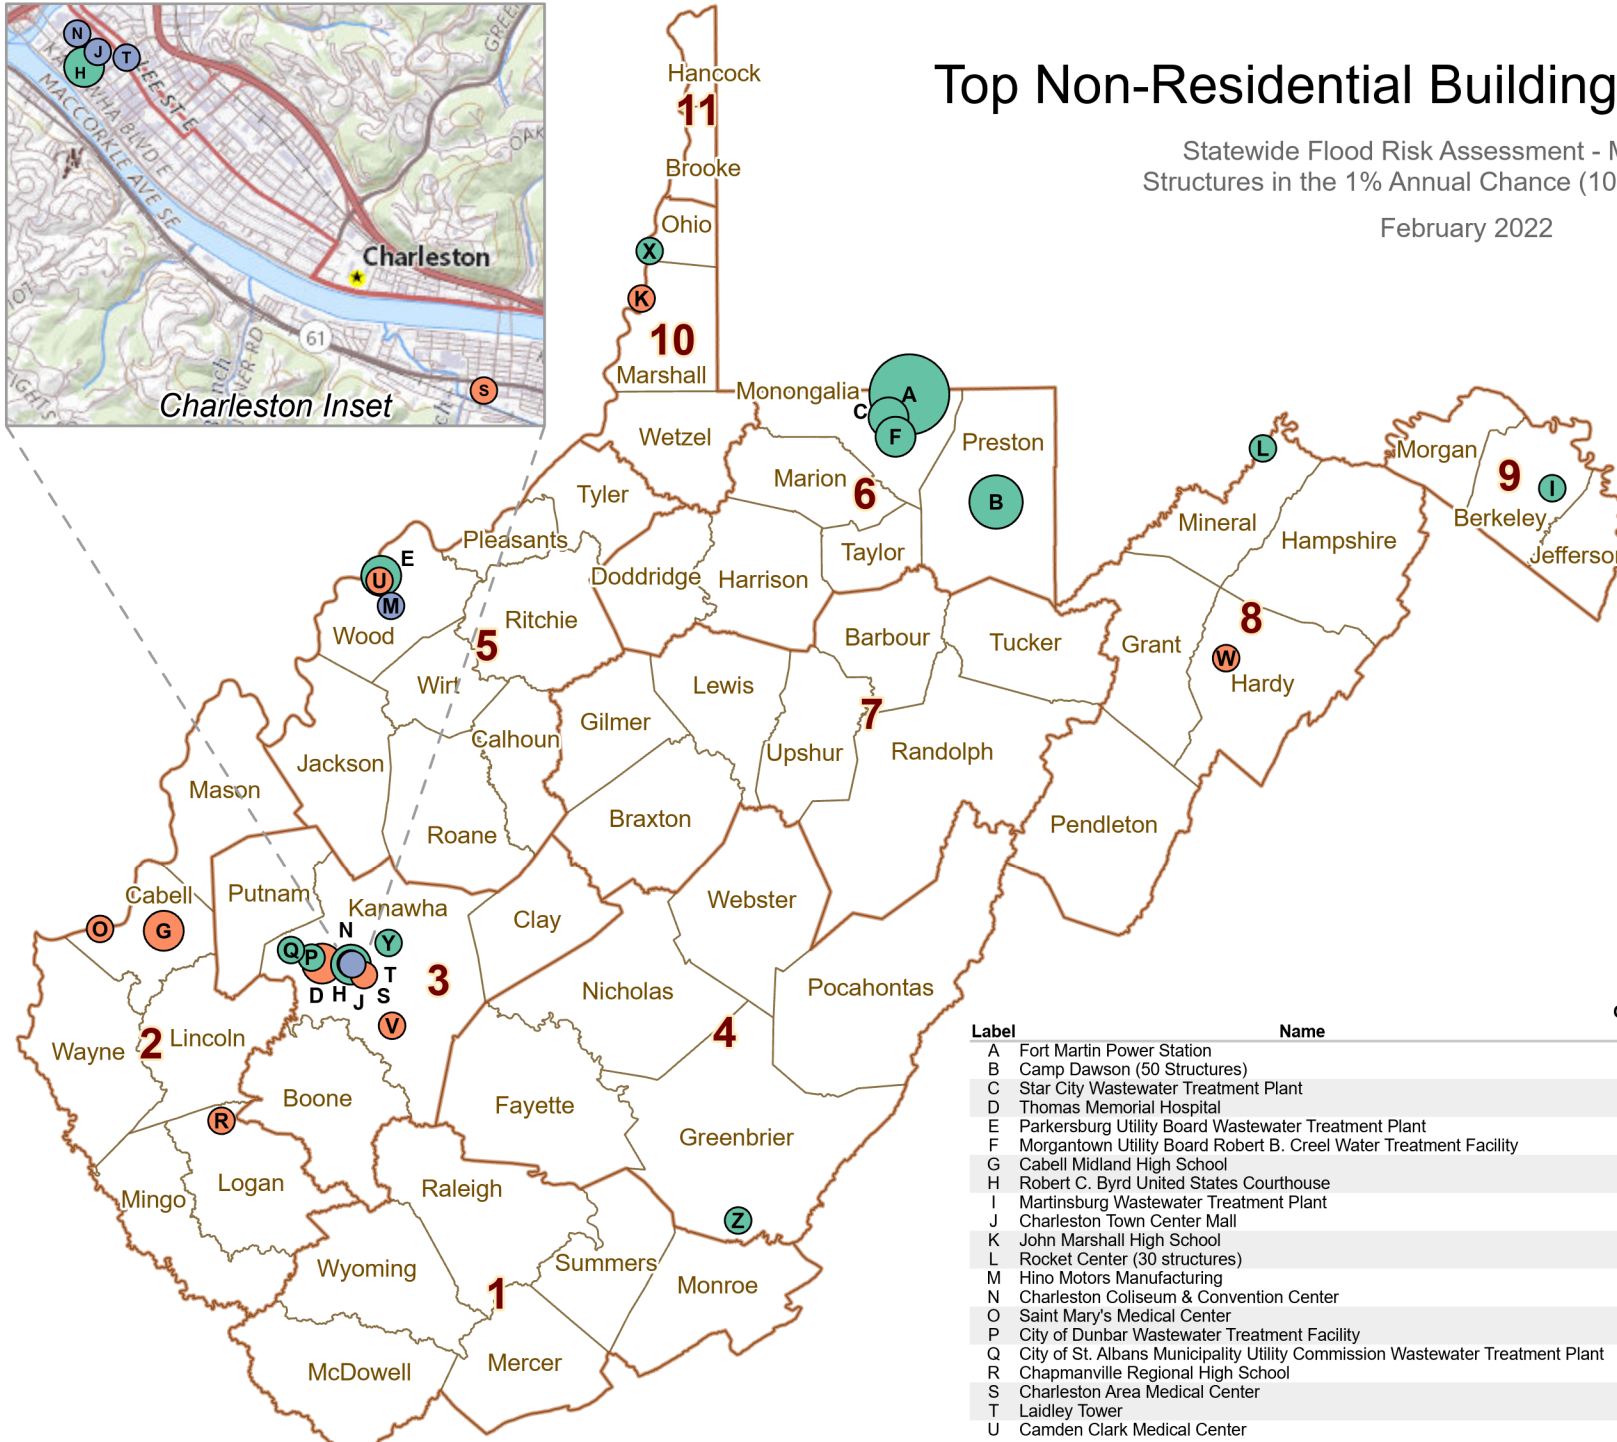 Top Non-Residential Building
Statewide Flood Risk Assessment -
Structures in the 1% Annual Chance (10
February 2022
N
J
T
H
LEE ST E
KANAWHA BLVD E
MACCORKLE AVE SE
Charleston
61
S
Charleston Inset
Hancock
11
Brooke
Ohio
X
K
10
Marshall
Monongalia
A
C
F
Wetzel
Preston
B
Marion
6
Tyler
Pleasants
Taylor
Doddridge
Harrison
L
Morgan
9
I
Berkeley
Mineral
Hampshire
E
U
M
Wood
Ritchie
5
Barbour
Tucker
Grant
8
W
Hardy
Wirt
Lewis
Gilmer
7
Calhoun
Upshur
Randolph
Jackson
Mason
Braxton
Roane
Pendleton
Cabell
Putnam
Kanawha
Webster
Clay
O
G
N
Q
P
Y
D
H
J
S
T
3
V
Nicholas
Pocahontas
4
Wayne
2
Lincoln
Boone
Fayette
R
Greenbrier
Mingo
Logan
Raleigh
Z
Wyoming
Summers
1
Monroe
McDowell
Mercer
Label Name
A Fort Martin Power Station
B Camp Dawson (50 Structures)
C Star City Wastewater Treatment Plant
D Thomas Memorial Hospital
E Parkersburg Utility Board Wastewater Treatment Plant
F Morgantown Utility Board Robert B. Creel Water Treatment Facility
G Cabell Midland High School
H Robert C. Byrd United States Courthouse
I Martinsburg Wastewater Treatment Plant
J Charleston Town Center Mall
K John Marshall High School
L Rocket Center (30 structures)
M Hino Motors Manufacturing
N Charleston Coliseum & Convention Center
O Saint Mary's Medical Center
P City of Dunbar Wastewater Treatment Facility
Q City of St. Albans Municipality Utility Commission Wastewater Treatment Plant
R Chapmanville Regional High School
S Charleston Area Medical Center
T Laidley Tower
U Camden Clark Medical Center